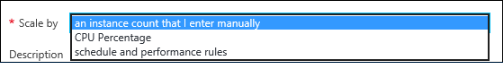 * Scale by an instance count that I enter manually
CPU Percentage
Description schedule and performance rules